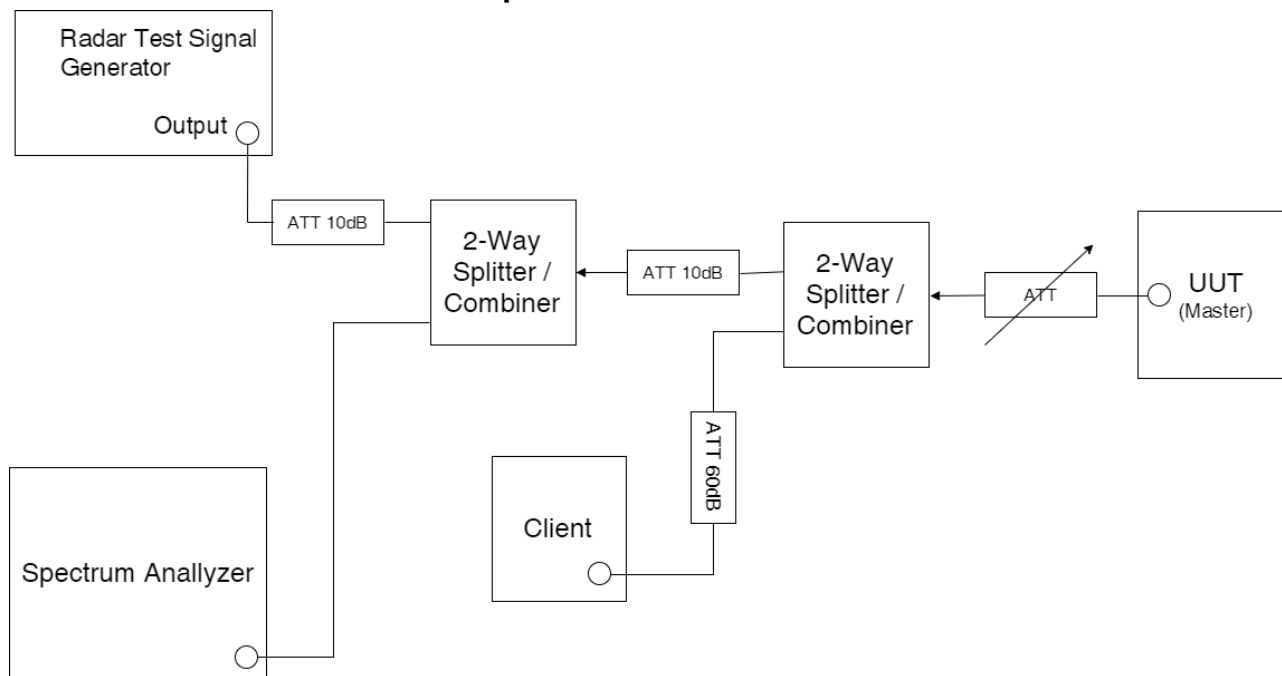 Radar Test Signal
Generator
Output
ATT 10dB
2-Way
Splitter /
Combiner
ATT 10dB
2-Way
Splitter /
Combiner
ATT
UUT
(Master)
ATT 60dB
Client
Spectrum Anallyzer